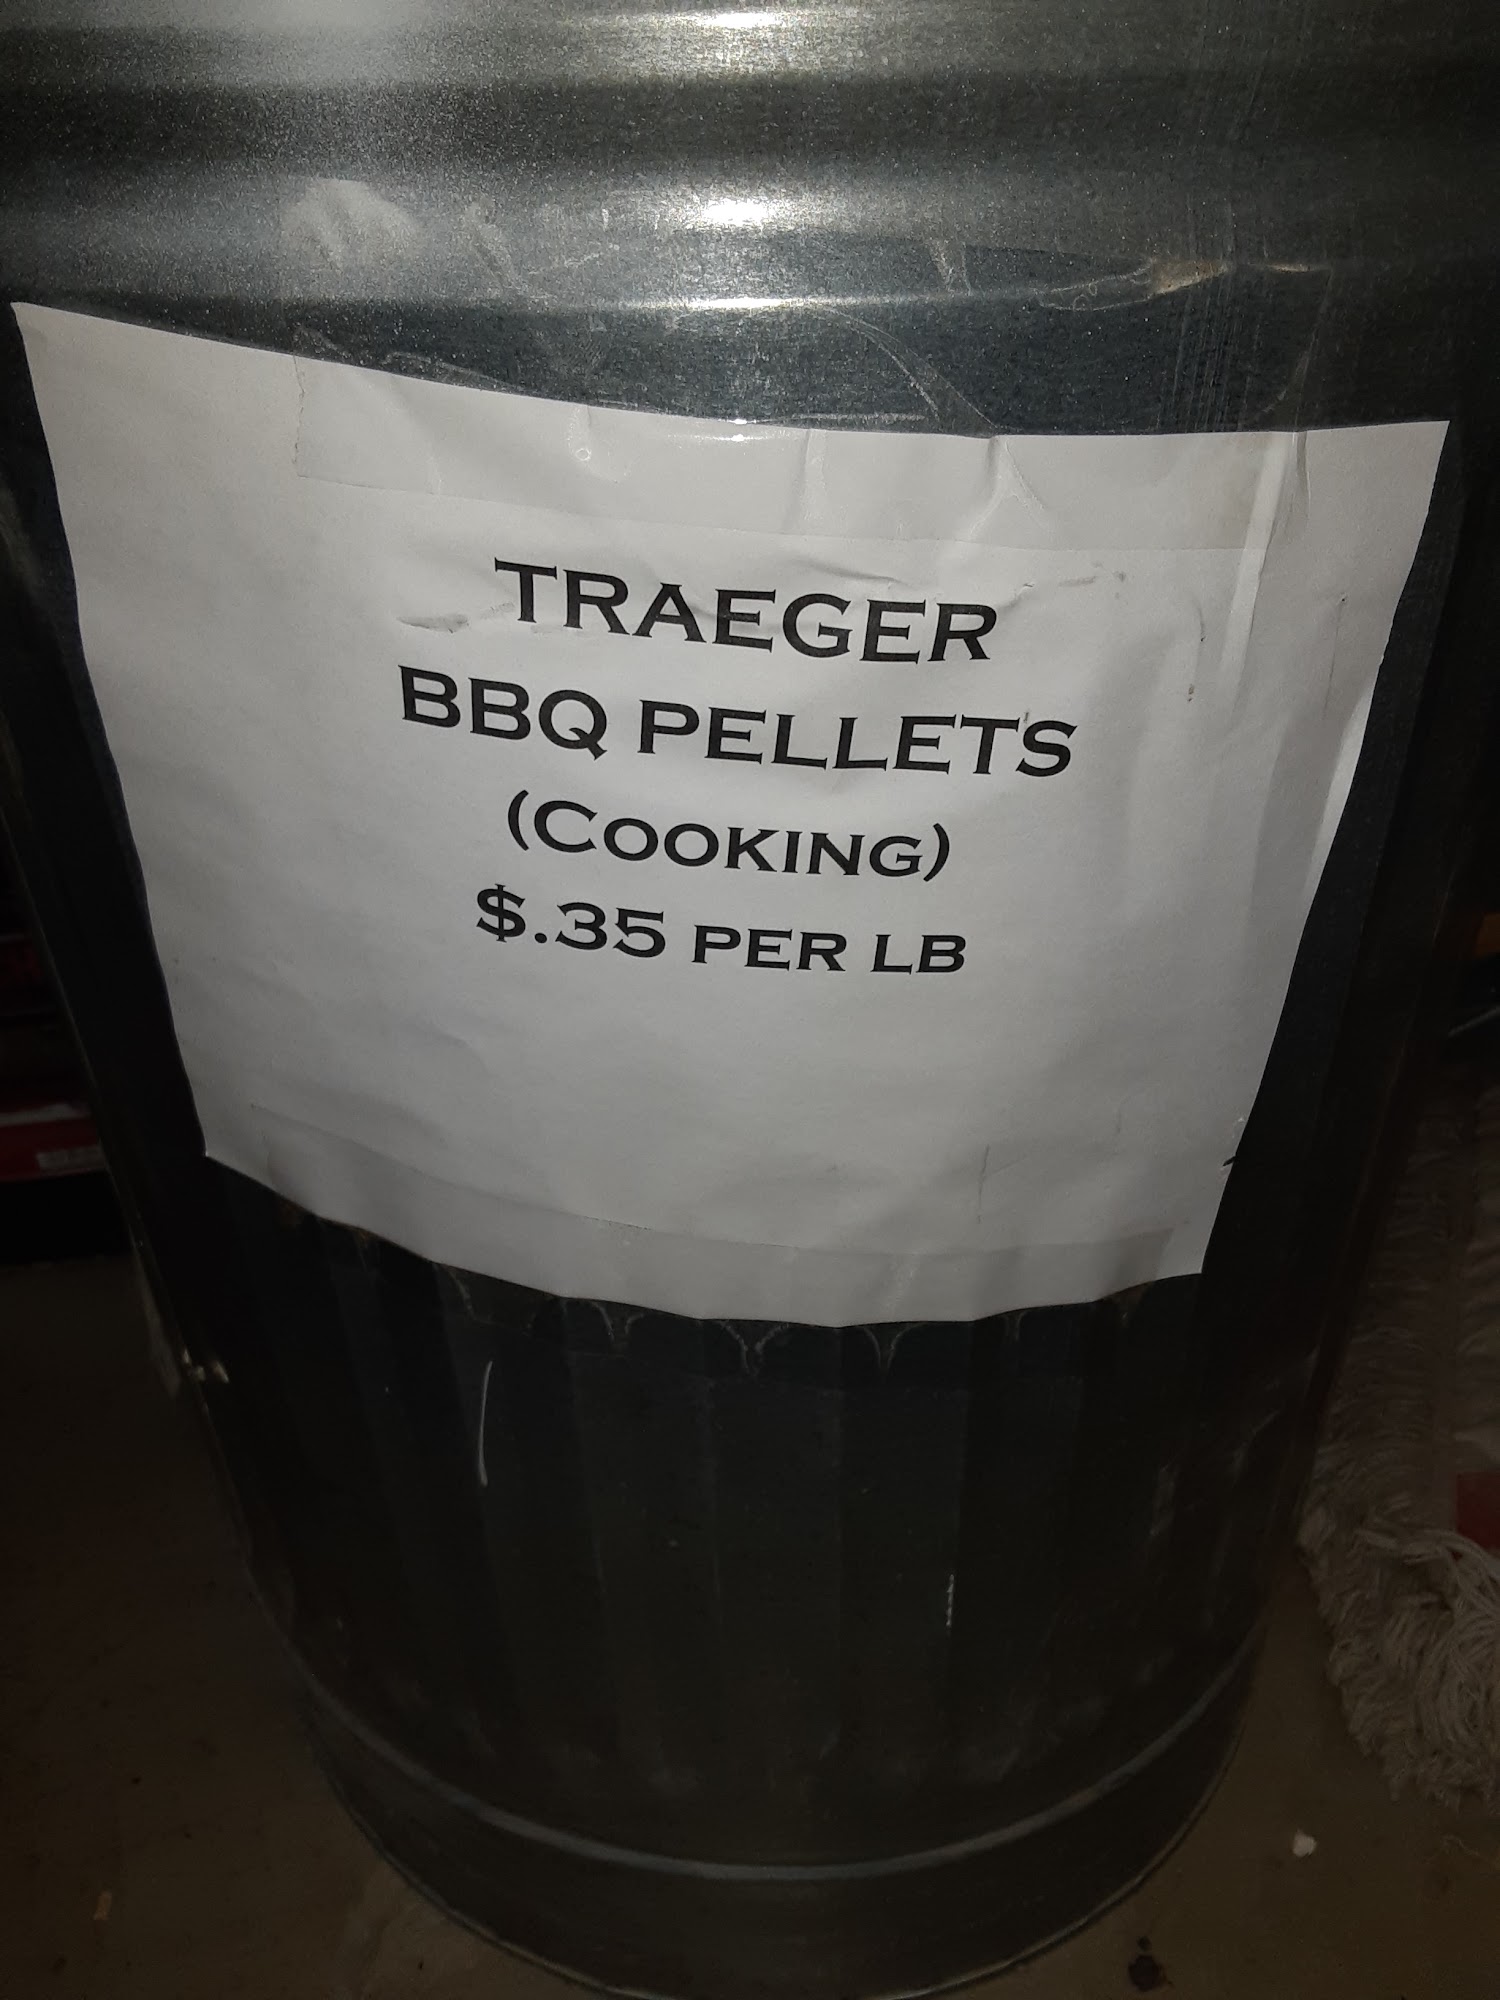 TRAEGER
BBQ PELLETS
(COOKING)
$.35 PER LB